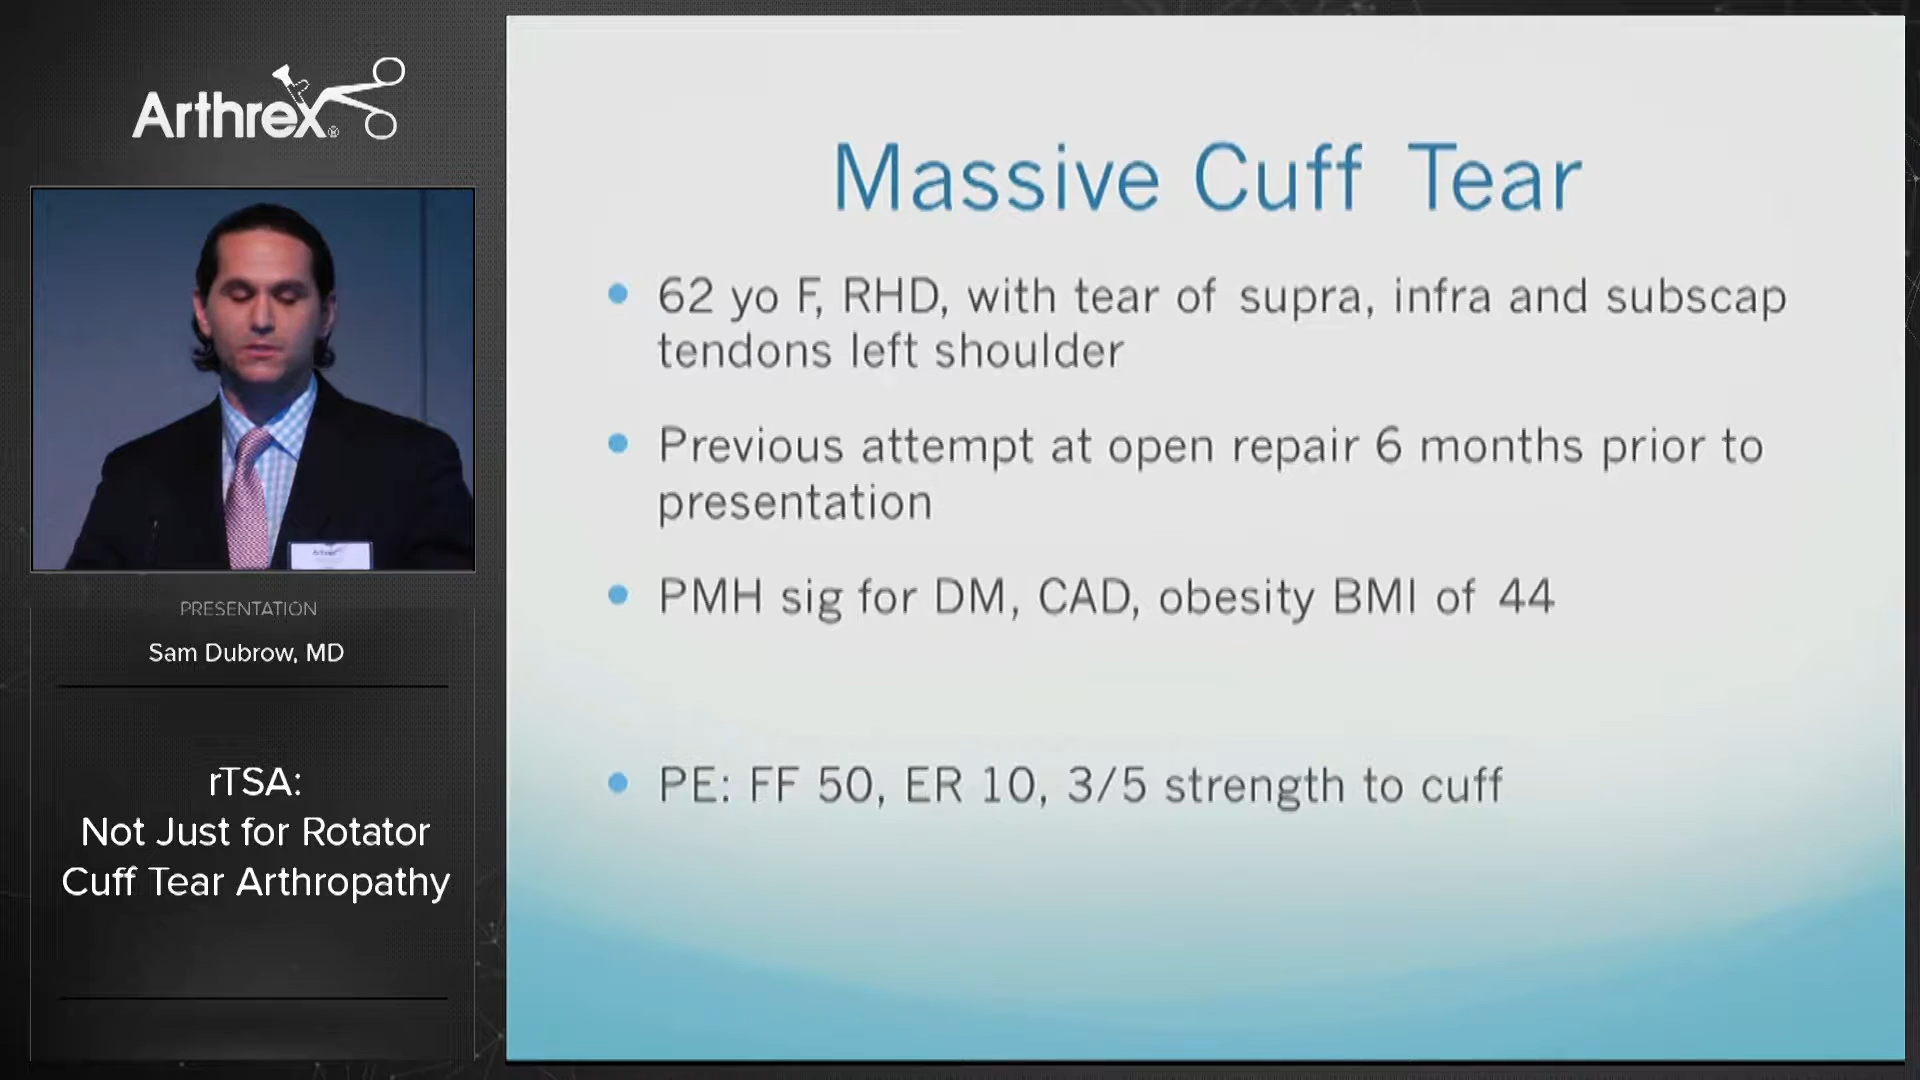 Arthrex
PRESENTATION
Sam Dubrow, MD
rTSA:
Not Just for Rotator
Cuff Tear Arthropathy
Massive Cuff Tear
• 62 yo F, RHD, with tear of supra, infra and subscap
tendons left shoulder
• Previous attempt at open repair 6 months prior to
presentation
• PMH sig for DM, CAD, obesity BMI of 44
• PE: FF 50, ER 10, 3/5 strength to cuff